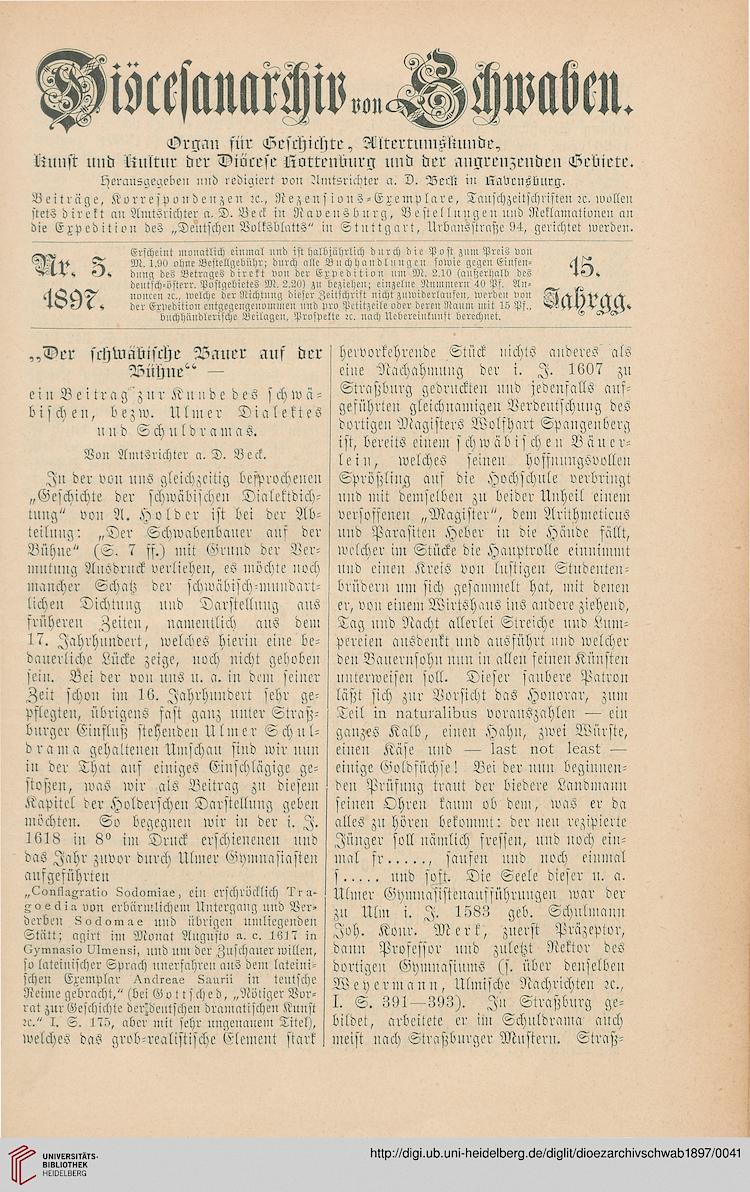 Diöcesanarchiv von Schwaben.
Organ für Geschichte, Altertumskunde,
Kunst und Kultur der Diöcese Rottenburg und der angrenzenden Gebiete.
Herausgegeben und redigiert von Amtsrichter a. D. Beck in Ravensburg.
Beiträge, Korrespondenzen ꝛc., Rezensions-Exemplare, Tauschzeitschriften ꝛc. wollen
stets direkt an Amtsrichter a. D. Beck in Ravensburg, Bestellungen und Reklamationen an
die Expedition des „Deutschen Volksblatts“ in Stuttgart, Urbansstraße 94, gerichtet werden.
Nr. 3.
1897.
Erscheint monatlich einmal und ist halbjährlich durch die Post zum Preis von
M. 1.90 ohne Bestellgebühr; durch alle Buchhandlungen sowie gegen Einsen-
dung des Betrages direkt von der Expedition um M. 2.10 (außerhalb des
deutsch-österr. Postgebietes M. 2.20) zu beziehen; einzelne Nummern 40 Pf. An-
noncen ꝛc., welche der Richtung dieser Zeitschrift nicht zuwiderlaufen, werden von
der Expedition entgegengenommen und pro Petitzeile oder deren Raum mit 15 Pf.,
buchhändlerische Beilagen, Prospekte ꝛc. nach Uebereinkunft berechnet.
15.
Jahrgg.
„Der schwäbische Bauer auf der
Bühne“ —
ein Beitrag zur Kunde des schwä-
bischen, bezw. Ulmer Dialektes
und Schuldramas.
Von Amtsrichter a. D. Beck.
In der von uns gleichzeitig besprochenen
„Geschichte der schwäbischen Dialektdich-
tung“ von A. Holder ist bei der Ab-
teilung: „Der Schwabenbauer auf der
Bühne“ (S. 7 ff.) mit Grund der Ver-
mutung Ausdruck verliehen, es möchte noch
mancher Schatz der schwäbisch-mundart-
lichen Dichtung und Darstellung aus
früheren Zeiten, namentlich aus dem
17. Jahrhundert, welches hierin eine be-
dauerliche Lücke zeige, noch nicht gehoben
sein. Bei der von uns u. a. in dem seiner
Zeit schon im 16. Jahrhundert sehr ge-
pflegten, übrigens fast ganz unter Straß-
burger Einfluß stehenden Ulmer Schul-
drama gehaltenen Umschau sind wir nun
in der That auf einiges Einschlägige ge-
stoßen, was wir als Beitrag zu diesem
Kapitel der Holderschen Darstellung geben
möchten. So begegnen wir in der i. J.
1618 in 8⁰ im Druck erschienenen und
das Jahr zuvor durch Ulmer Gymnasiasten
aufgeführten
„Conflagratio Sodomiae, ein erschröcklich Tra-
goedia von erbärmlichem Untergang und Ver-
derben Sodomae und übrigen umliegenden
Stätt; agirt im Monat Augusto a. c. 1617 in
Gymnasio Ulmensi, und um der Zuschauer willen,
so lateinischer Sprach unerfahren aus dem lateini-
schen Exemplar Andreae Saurii in teutsche
Reime gebracht,“ (bei Gottsched, „Nötiger Vor-
rat zur Geschichte der deutschen dramatischen Kunst
ꝛc.“ I. S. 175, aber mit sehr ungenauem Titel),
welches das grob-realistische Element stark
hervorkehrende Stück nichts anderes als
eine Nachahmung der i. J. 1607 zu
Straßburg gedruckten und jedenfalls auf-
geführten gleichnamigen Verdeutschung des
dortigen Magisters Wolfhart Spangenberg
ist, bereits einem schwäbischen Bäuer-
lein, welches seinen hoffnungsvollen
Sprößling auf die Hochschule verbringt
und mit demselben zu beider Unheil einem
versoffenen „Magister“, dem Arithmeticus
und Parasiten Heber in die Hände fällt,
welcher im Stücke die Hauptrolle einnimmt
und einen Kreis von lustigen Studenten-
brüdern um sich gesammelt hat, mit denen
er, von einem Wirtshaus ins andere ziehend,
Tag und Nacht allerlei Streiche und Lum-
pereien ausdenkt und ausführt und welcher
den Bauernsohn nun in allen seinen Künsten
unterweisen soll. Dieser saubere Patron
läßt sich zur Vorsicht das Honorar, zum
Teil in naturalibus vorauszahlen — ein
ganzes Kalb, einen Hahn, zwei Würste,
einen Käse und — last not least —
einige Goldfüchse! Bei der nun beginnen-
den Prüfung traut der biedere Landmann
seinen Ohren kaum ob dem, was er da
alles zu hören bekommt: der neu rezipierte
Jünger soll nämlich fressen, und noch ein-
mal fr....., saufen und noch einmal
s..... und soft. Die Seele dieser u. a.
Ulmer Gymnasistenaufführungen war der
zu Ulm i. J. 1583 geb. Schulmann
Joh. Konr. Merk, zuerst Präzeptor,
dann Professor und zuletzt Rektor des
dortigen Gymnasiums (s. über denselben
Weyermann, Ulmische Nachrichten ꝛc.,
I. S. 391—393). In Straßburg ge-
bildet, arbeitete er im Schuldrama auch
meist nach Straßburger Mustern. Straß-
UNIVERSITÄTS-
BIBLIOTHEK
HEIDELBERG
http://digi.ub.uni-heidelberg.de/diglit/dioezarchivschwab1897/0041